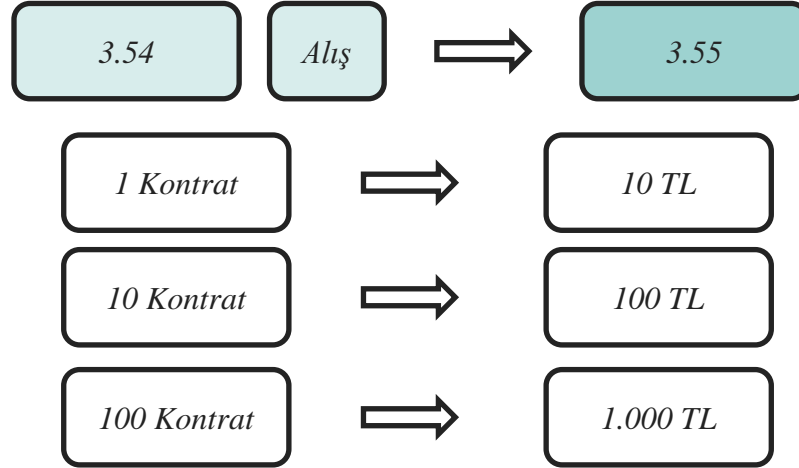 3.54 Alış 3.55
1 Kontrat 10 TL
10 Kontrat 100 TL
100 Kontrat 1.000 TL